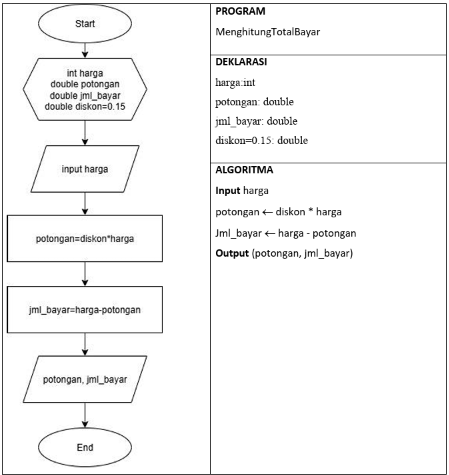 Start
int harga
double potongan
double jml_bayar
double diskon=0.15
input harga
potongan=diskon*harga
jml_bayar=harga-potongan
potongan, jml_bayar
End
PROGRAM
MenghitungTotalBayar
DEKLARASI
harga:int
potongan: double
jml_bayar: double
diskon=0.15: double
ALGORITMA
Input harga
potongan ← diskon * harga
Jml_bayar ← harga - potongan
Output (potongan, jml_bayar)